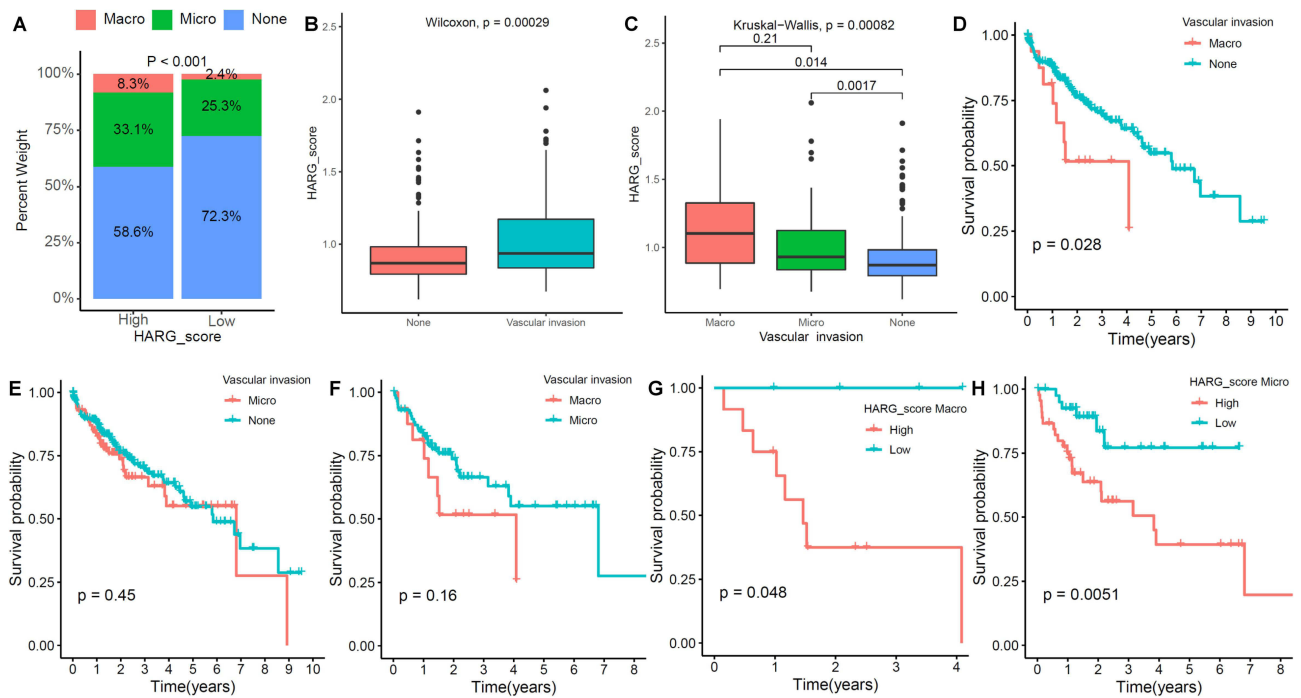 A
Macro Micro None
P < 0.001
100%
75%
50%
25%
0%
Percent Weight
8.3%
33.1%
58.6%
2.4%
25.3%
72.3%
High Low
HARG_score
B
Wilcoxon, p = 0.00029
2.5
2.0
1.5
1.0
HARG_score
None Vascular invasion
C
Kruskal−Wallis, p = 0.00082
0.21
0.014
0.0017
2.5
2.0
1.5
1.0
HARG_score
Macro Micro None
Vascular invasion
D
Vascular invasion
Macro
None
1.00
0.75
0.50
0.25
0.00
Survival probability
p = 0.028
0 1 2 3 4 5 6 7 8 9 10
Time(years)
E
Vascular invasion
Micro
None
1.00
0.75
0.50
0.25
0.00
Survival probability
p = 0.45
0 1 2 3 4 5 6 7 8 9 10
Time(years)
F
Vascular invasion
Macro
Micro
1.00
0.75
0.50
0.25
0.00
Survival probability
p = 0.16
0 1 2 3 4 5 6 7 8
Time(years)
G
HARG_score Macro
High
Low
1.00
0.75
0.50
0.25
0.00
Survival probability
p = 0.048
0 1 2 3 4
Time(years)
H
HARG_score Micro
High
Low
1.00
0.75
0.50
0.25
0.00
Survival probability
p = 0.0051
0 1 2 3 4 5 6 7 8
Time(years)